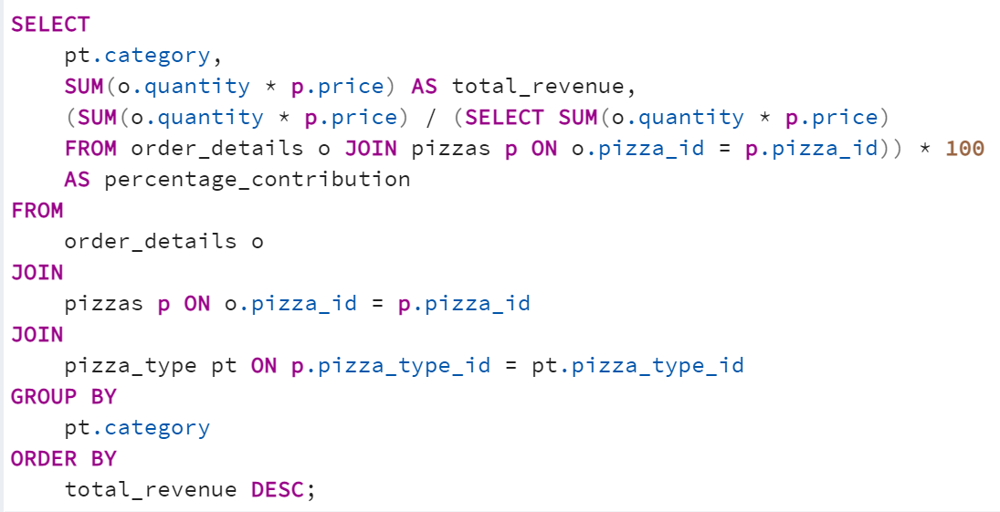 SELECT
    pt.category,
    SUM(o.quantity * p.price) AS total_revenue,
    (SUM(o.quantity * p.price) / (SELECT SUM(o.quantity * p.price)
    FROM order_details o JOIN pizzas p ON o.pizza_id = p.pizza_id)) * 100
    AS percentage_contribution
FROM
    order_details o
JOIN
    pizzas p ON o.pizza_id = p.pizza_id
JOIN
    pizza_type pt ON p.pizza_type_id = pt.pizza_type_id
GROUP BY
    pt.category
ORDER BY
    total_revenue DESC;